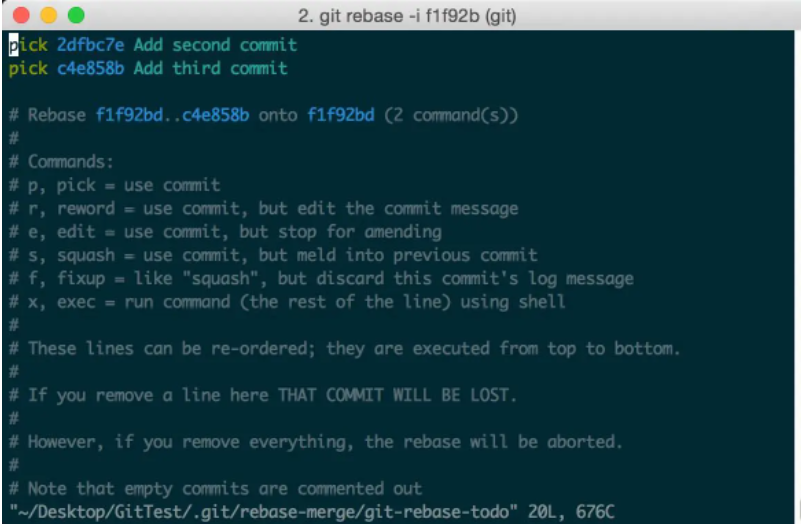 2. git rebase -i f1f92b (git)
pick 2dfbc7e Add second commit
pick c4e858b Add third commit
# Rebase f1f92bd..c4e858b onto f1f92bd (2 command(s))
#
# Commands:
# p, pick = use commit
# r, reword = use commit, but edit the commit message
# e, edit = use commit, but stop for amending
# s, squash = use commit, but meld into previous commit
# f, fixup = like "squash", but discard this commit's log message
# x, exec = run command (the rest of the line) using shell
#
# These lines can be re-ordered; they are executed from top to bottom.
#
# If you remove a line here THAT COMMIT WILL BE LOST.
#
# However, if you remove everything, the rebase will be aborted.
#
# Note that empty commits are commented out
"~/Desktop/GitTest/.git/rebase-merge/git-rebase-todo" 20L, 676C